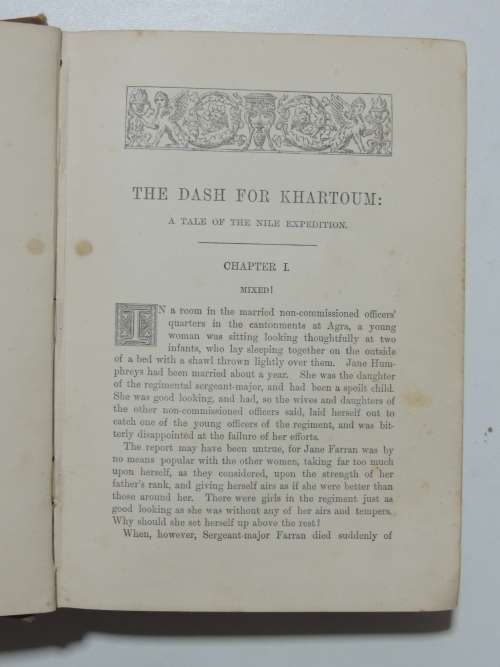 THE DASH FOR KHARTOUM:
A TALE OF THE NILE EXPEDITION.
CHAPTER I.
MIXED!
IN a room in the married non-commissioned officers'
quarters in the cantonments at Agra, a young
woman was sitting looking thoughtfully at two
infants, who lay sleeping together on the outside
of a bed with a shawl thrown lightly over them. Jane Hum-
phreys had been married about a year. She was the daughter
of the regimental sergeant-major, and had been a spoilt child.
She was good looking, and had, so the wives and daughters of
the other non-commissioned officers said, laid herself out to
catch one of the young officers of the regiment, and was bit-
terly disappointed at the failure of her efforts.
The report may have been untrue, for Jane Farran was by
no means popular with the other women, taking far too much
upon herself, as they considered, upon the strength of her
father's rank, and giving herself airs as if she were better than
those around her. There were girls in the regiment just as
good looking as she was without any of her airs and tempers.
Why should she set herself up above the rest?
When, however, Sergeant-major Farran died suddenly of